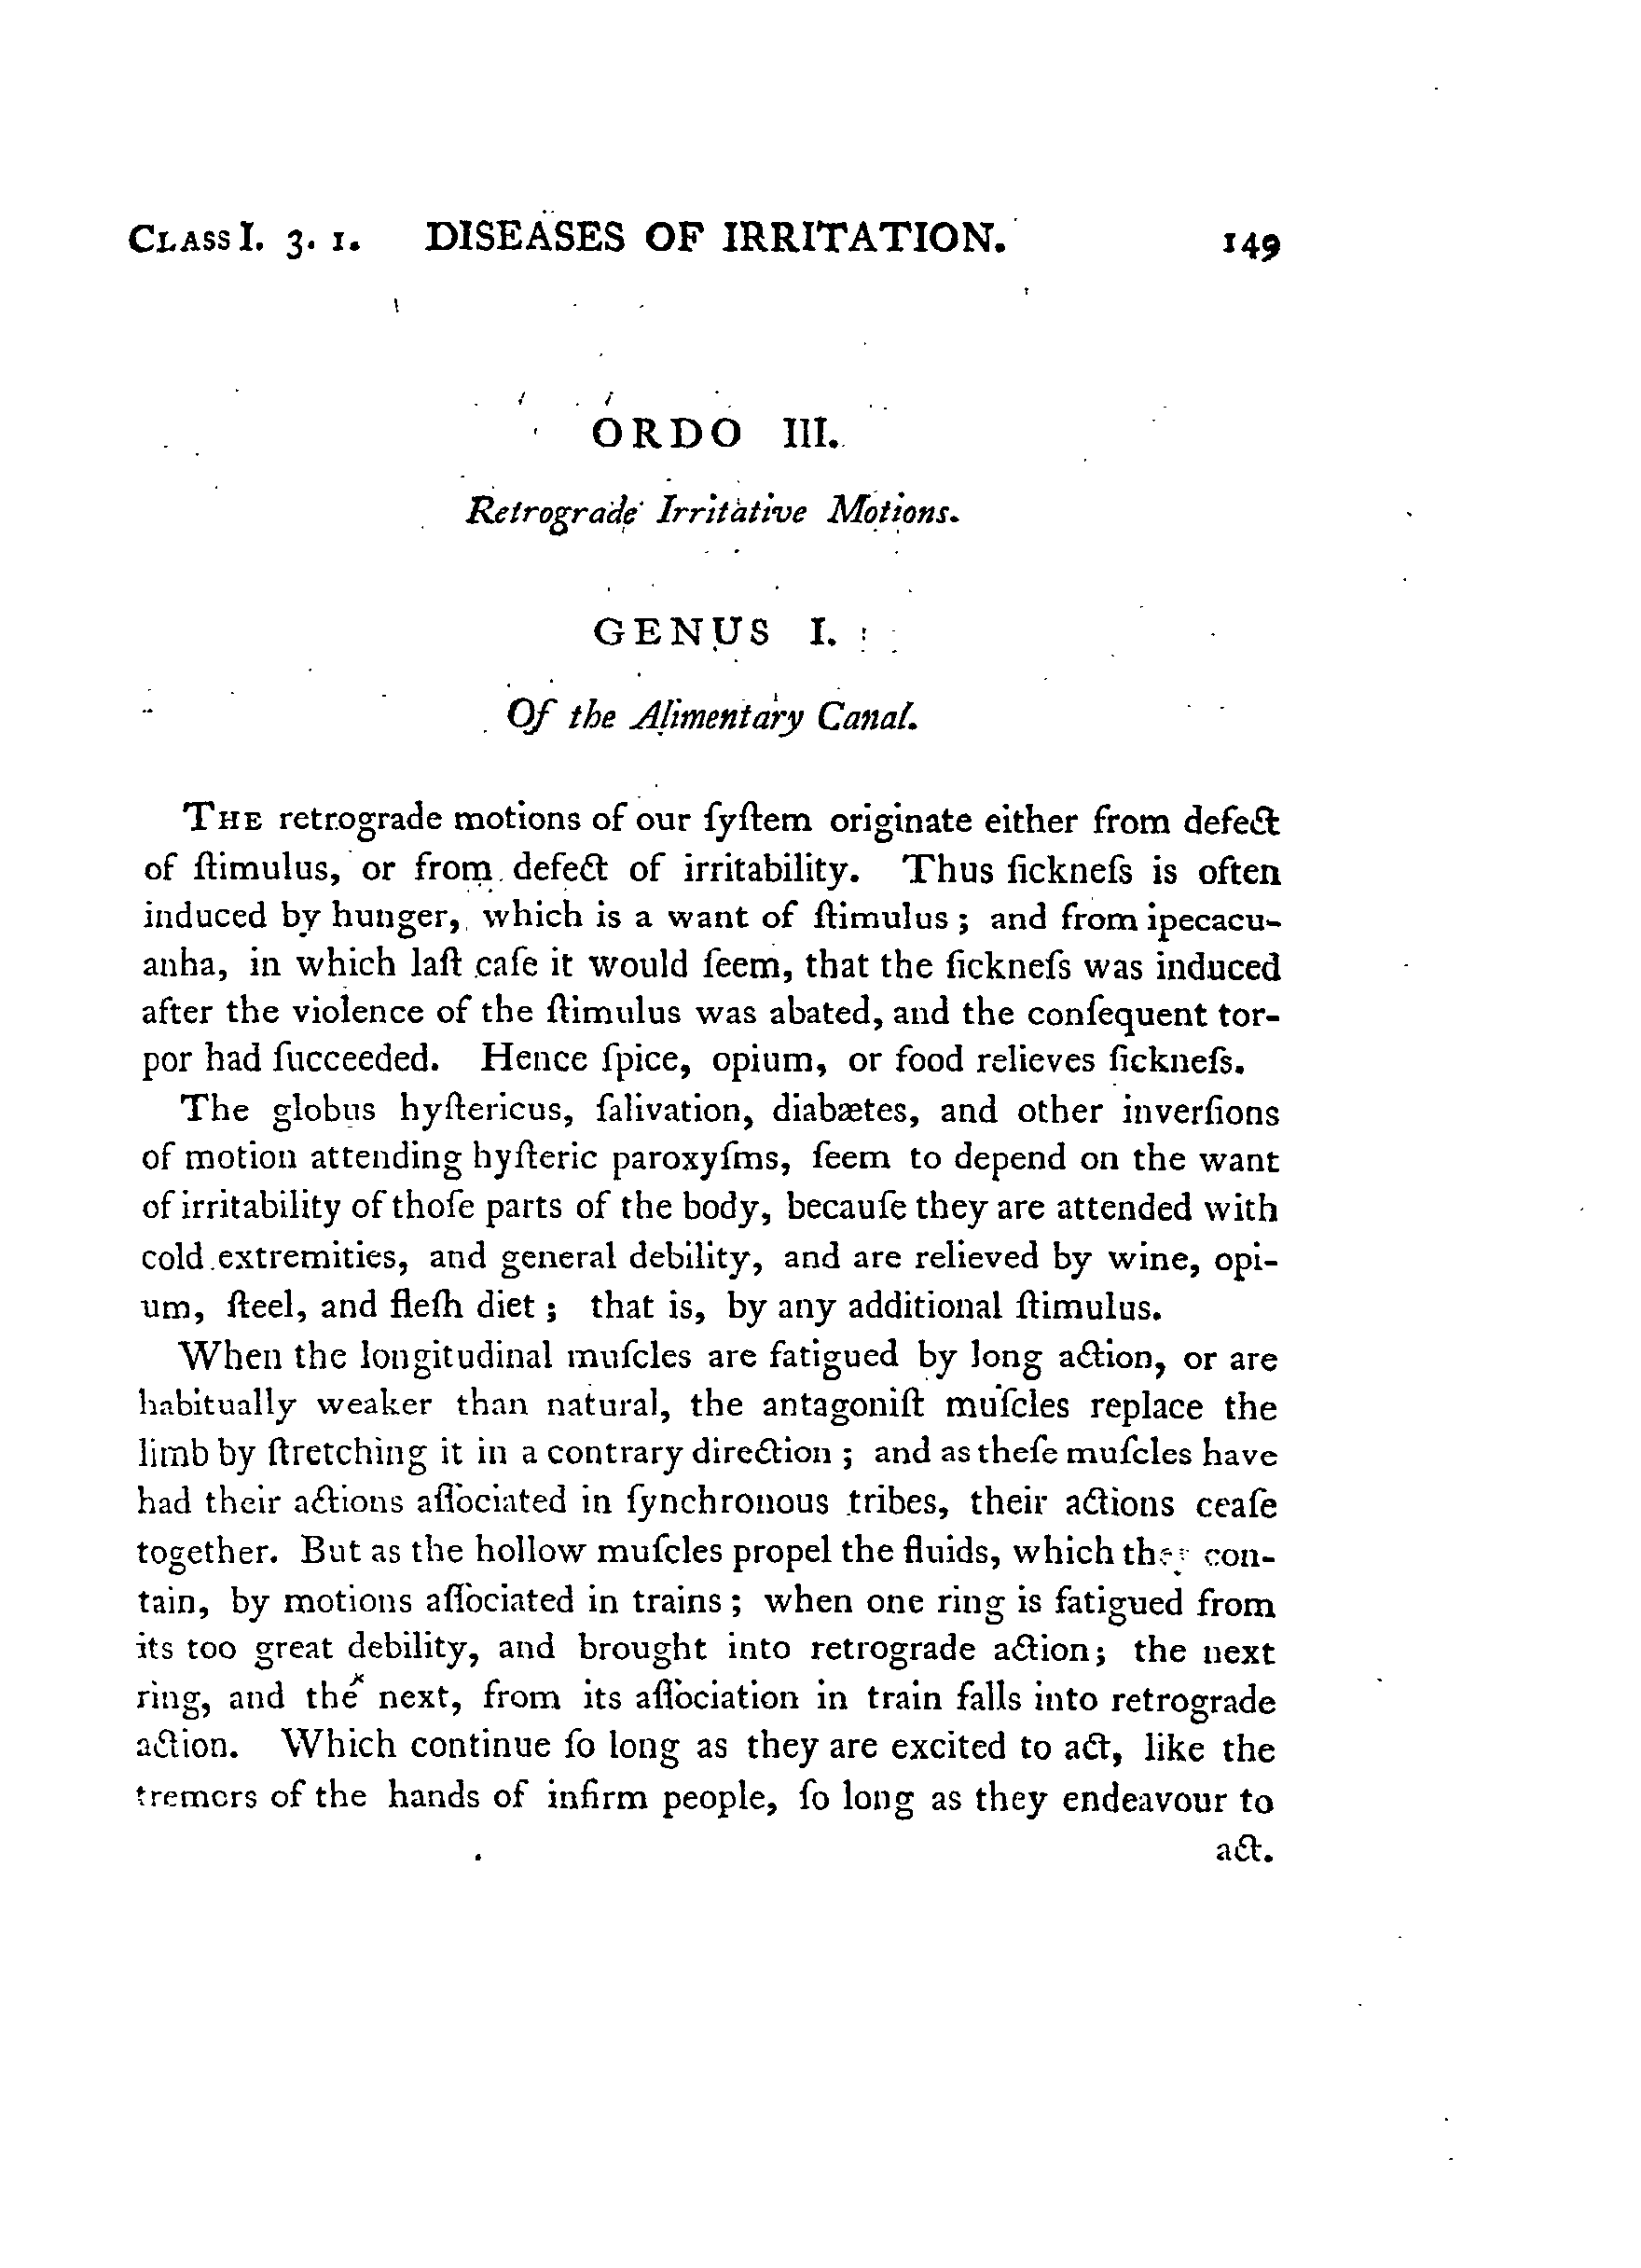 CLASS I. 3. 1. DISEASES OF IRRITATION. 149
ORDO III.
Retrograde Irritative Motions.
GENUS I.
Of the Alimentary Canal.
THE retrograde motions of our ſyſtem originate either from defect
of ſtimulus, or from defect of irritability. Thus ſickneſs is often
induced by hunger, which is a want of ſtimulus; and from ipecacu-
anha, in which laſt caſe it would ſeem, that the ſickneſs was induced
after the violence of the ſtimulus was abated, and the conſequent tor-
por had ſucceeded. Hence ſpice, opium, or food relieves ſickneſs.
The globus hyſtericus, ſalivation, diabætes, and other inverſions
of motion attending hyſteric paroxyſms, ſeem to depend on the want
of irritability of thoſe parts of the body, becauſe they are attended with
cold extremities, and general debility, and are relieved by wine, opi-
um, ſteel, and fleſh diet; that is, by any additional ſtimulus.
When the longitudinal muſcles are fatigued by long action, or are
habitually weaker than natural, the antagoniſt muſcles replace the
limb by ſtretching it in a contrary direction; and as theſe muſcles have
had their actions aſſociated in ſynchronous tribes, their actions ceaſe
together. But as the hollow muſcles propel the fluids, which they con-
tain, by motions aſſociated in trains; when one ring is fatigued from
its too great debility, and brought into retrograde action; the next
ring, and the next, from its aſſociation in train falls into retrograde
action. Which continue ſo long as they are excited to act, like the
tremors of the hands of infirm people, ſo long as they endeavour to
act.